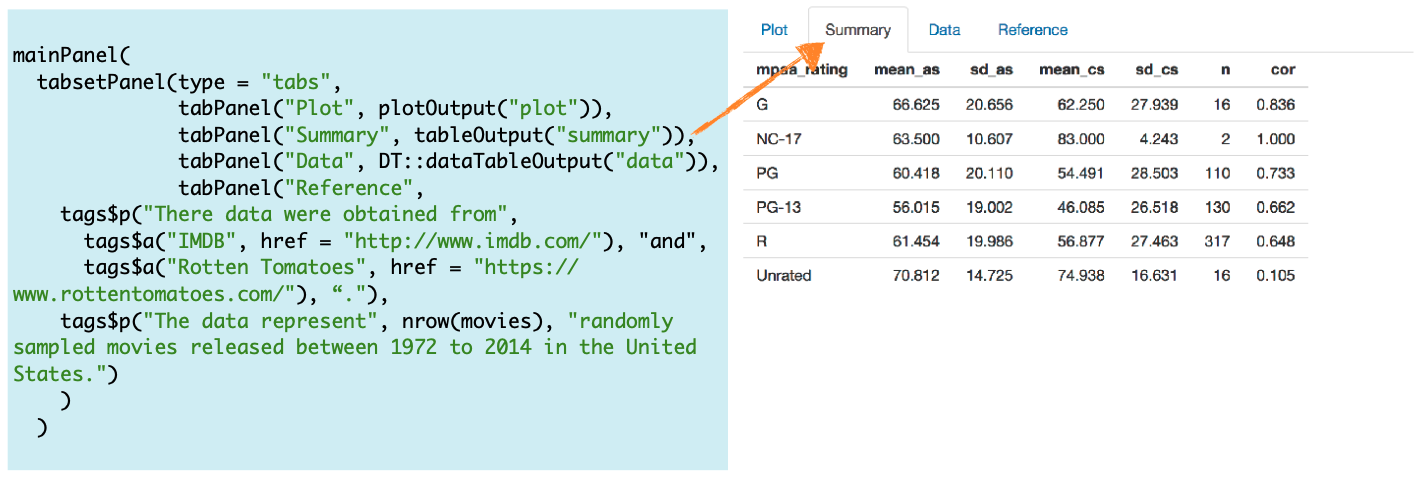 mainPanel(
tabsetPanel(type = "tabs",
tabPanel("Plot", plotOutput("plot")),
tabPanel("Summary", tableOutput("summary")),
tabPanel("Data", DT::dataTableOutput("data")),
tabPanel("Reference",
tags$p("There data were obtained from",
tags$a("IMDB", href = "http://www.imdb.com/"), "and",
tags$a("Rotten Tomatoes", href = "https://
www.rottentomatoes.com/"), “."),
tags$p("The data represent", nrow(movies), "randomly
sampled movies released between 1972 to 2014 in the United
States.")
)
)
Plot Summary Data Reference
mpaa_rating mean_as sd_as mean_cs sd_cs n cor
G 66.625 20.656 62.250 27.939 16 0.836
NC-17 63.500 10.607 83.000 4.243 2 1.000
PG 60.418 20.110 54.491 28.503 110 0.733
PG-13 56.015 19.002 46.085 26.518 130 0.662
R 61.454 19.986 56.877 27.463 317 0.648
Unrated 70.812 14.725 74.938 16.631 16 0.105